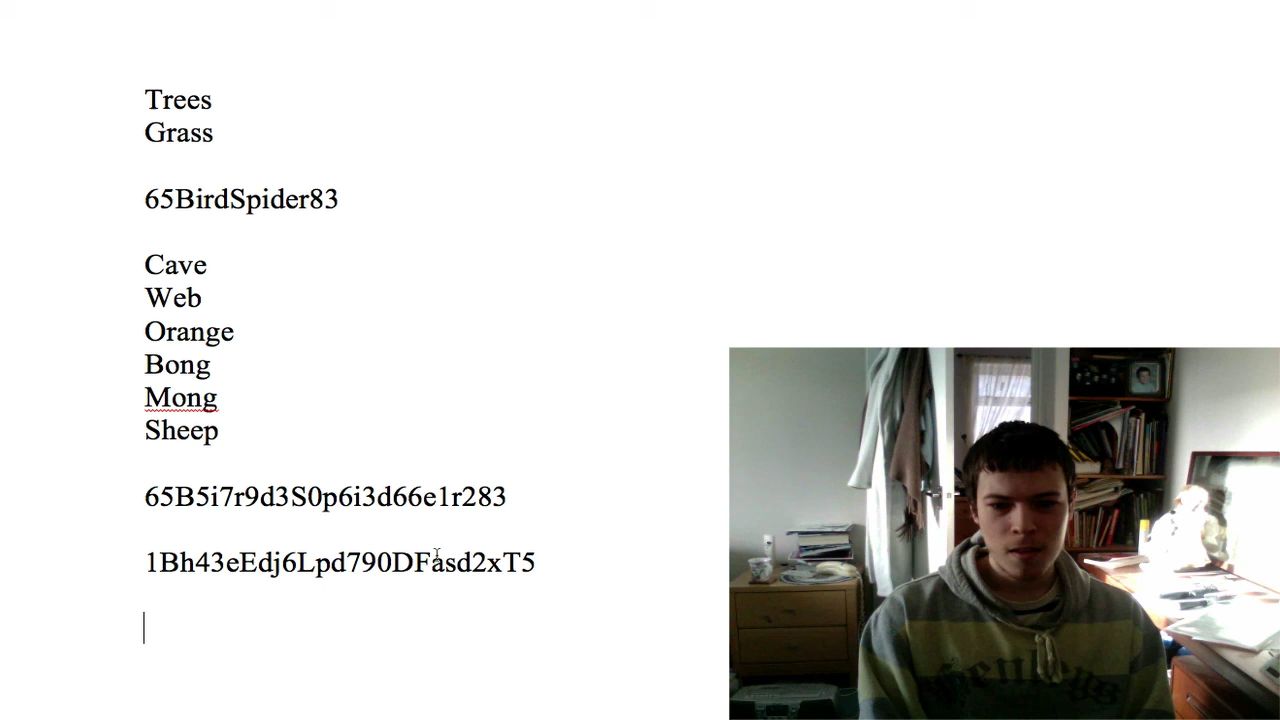 Trees
Grass
65BirdSpider83
Cave
Web
Orange
Bong
Mong
Sheep
65B5i7r9d3S0p6i3d66e1r283
1Bh43eEdj6Lpd790DFasd2xT5